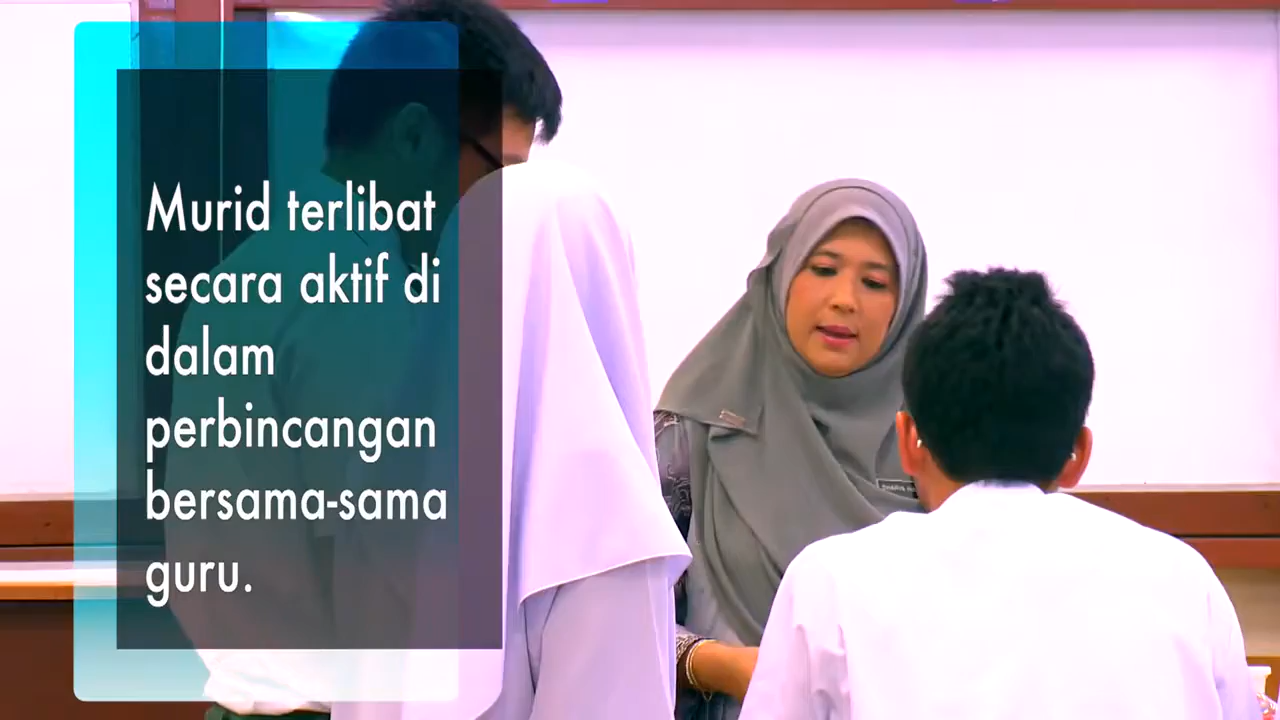 Murid terlibat
secara aktif di
dalam
perbincangan
bersama-sama
guru.